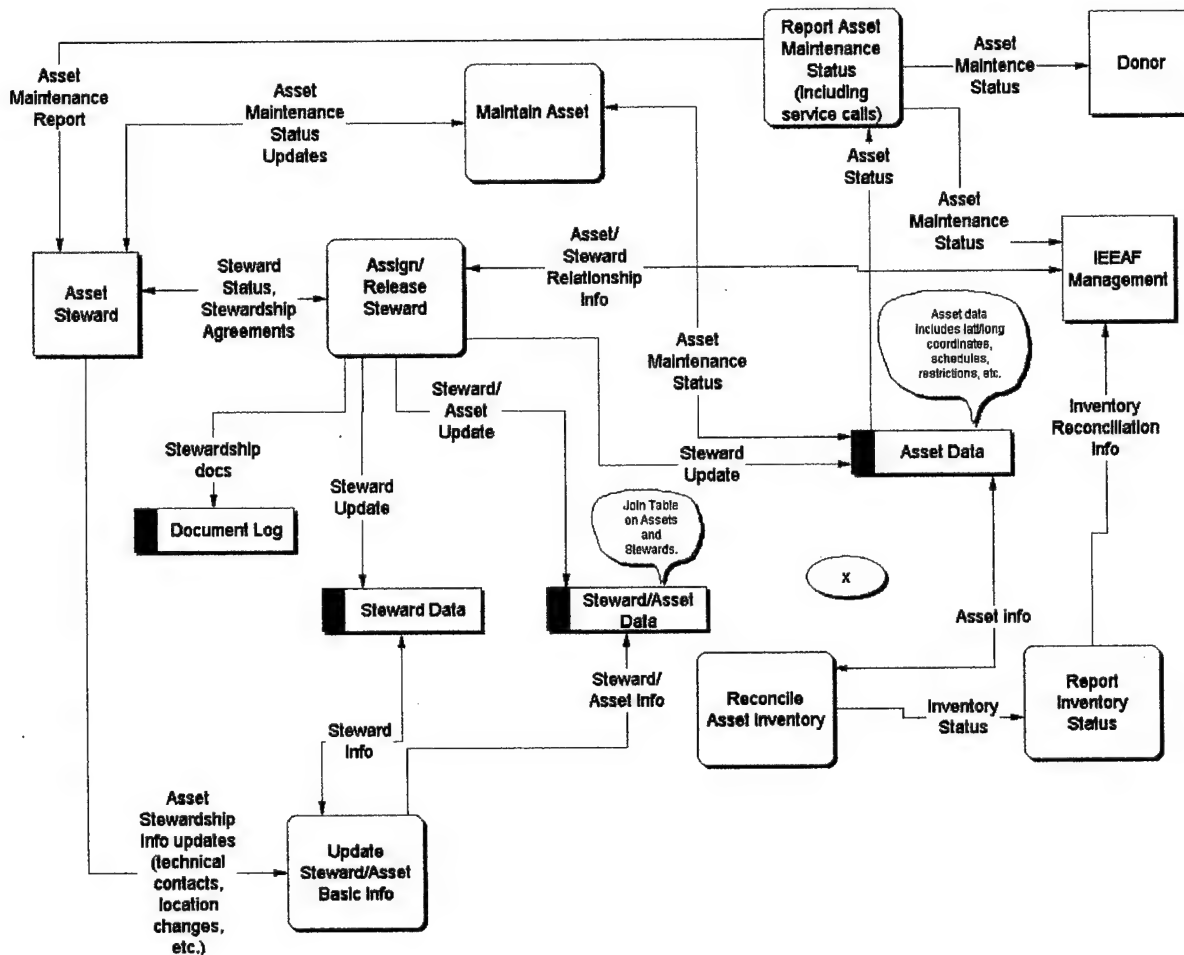 Report Asset
Maintenance
Status
(including
service calls)
Asset
Maintence
Status
Donor
Asset
Maintenance
Report
Asset
Maintenance
Status
Updates
Maintain Asset
Asset
Status
Asset
Maintenance
Status
Asset
Steward
Steward
Status,
Stewardship
Agreements
Assign/
Release
Steward
Asset/
Steward
Relationship
Info
IEEAF
Management
Asset data
includes latt/long
coordinates,
schedules,
restrictions, etc.
Asset
Maintenance
Status
Steward/
Asset
Update
Inventory
Reconciliation
Info
Stewardship
docs
Steward
Update
Steward
Update
Asset Data
Document Log
Join Table
on Assets
and
Stewards.
X
Steward Data
Steward/Asset
Data
Asset info
Steward/
Asset Info
Reconcile
Asset Inventory
Inventory
Status
Report
Inventory
Status
Steward
Info
Asset
Stewardship
Info updates
(technical
contacts,
location
changes,
etc.)
Update
Steward/Asset
Basic Info